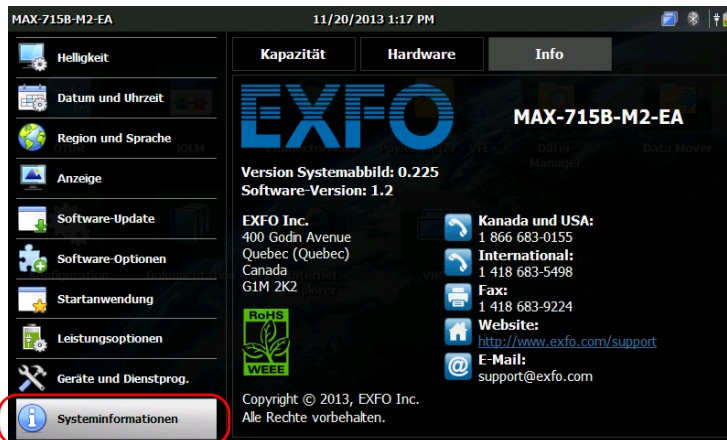 MAX-715B-M2-EA
11/20/2013 1:17 PM
Helligkeit
Datum und Uhrzeit
Region und Sprache
Anzeige
Software-Update
Software-Optionen
Startanwendung
Leistungsoptionen
Geräte und Dienstprog.
Systeminformationen
Kapazität
Hardware
Info
EXFO
MAX-715B-M2-EA
Version Systemabbild: 0.225
Software-Version: 1.2
EXFO Inc.
400 Godin Avenue
Quebec (Quebec)
Canada
G1M 2K2
RoHS
WEEE
Kanada und USA:
1 866 683-0155
International:
1 418 683-5498
Fax:
1 418 683-9224
Website:
http://www.exfo.com/support
E-Mail:
support@exfo.com
Copyright © 2013, EXFO Inc.
Alle Rechte vorbehalten.
Datei-
Manager
Data Mover